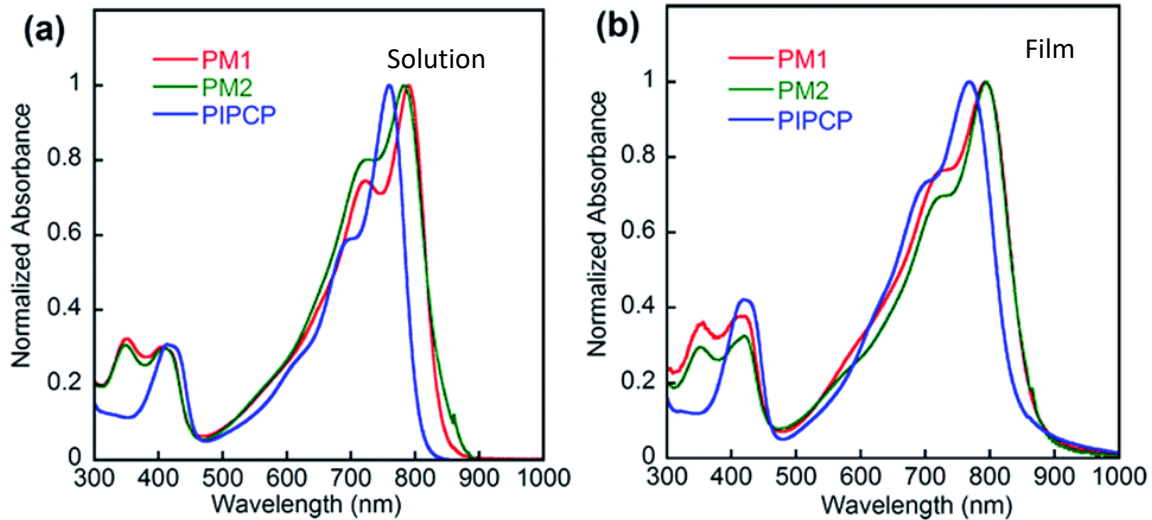 (a)
Solution
PM1
PM2
PIPCP
Normalized Absorbance
1
0.8
0.6
0.4
0.2
0
300 400 500 600 700 800 900 1000
Wavelength (nm)
(b)
Film
PM1
PM2
PIPCP
Normalized Absorbance
1
0.8
0.6
0.4
0.2
0
300 400 500 600 700 800 900 1000
Wavelength (nm)